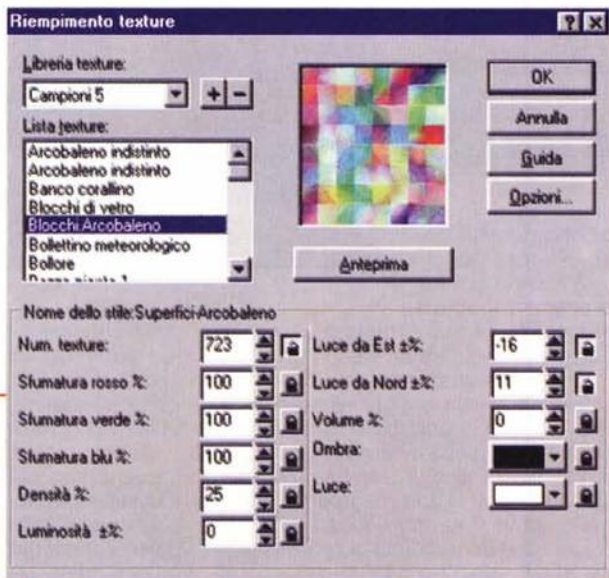 Riempimento texture
Libreria texture:
Campioni 5
Lista texture:
Arcobaleno indistinto
Arcobaleno indistinto
Banco corallino
Blocchi di vetro
Blocchi Arcobaleno
Bollettino meteorologico
Bollore
OK
Annulla
Guida
Opzioni...
Anteprima
Nome dello stile:Superfici-Arcobaleno
Num. texture: 723
Sfumatura rosso %: 100
Sfumatura verde %: 100
Sfumatura blu %: 100
Densità %: 25
Luminosità ±%: 0
Luce da Est ±%: -16
Luce da Nord ±%: 11
Volume %: 0
Ombra:
Luce: